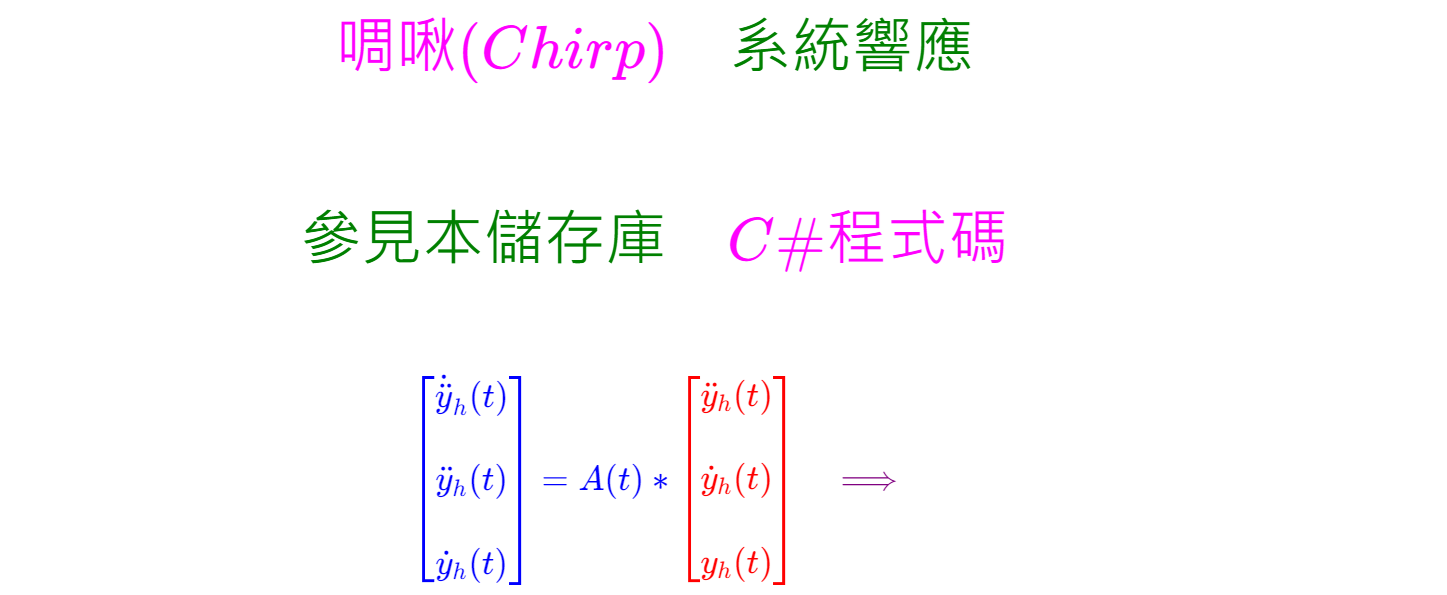 啁啾(Chirp) 系統響應
參見本儲存庫 C#程式碼
$\begin{bmatrix} \dddot{y}_h(t) \\ \ddot{y}_h(t) \\ \dot{y}_h(t) \end{bmatrix} = A(t) * \begin{bmatrix} \ddot{y}_h(t) \\ \dot{y}_h(t) \\ y_h(t) \end{bmatrix} \implies$